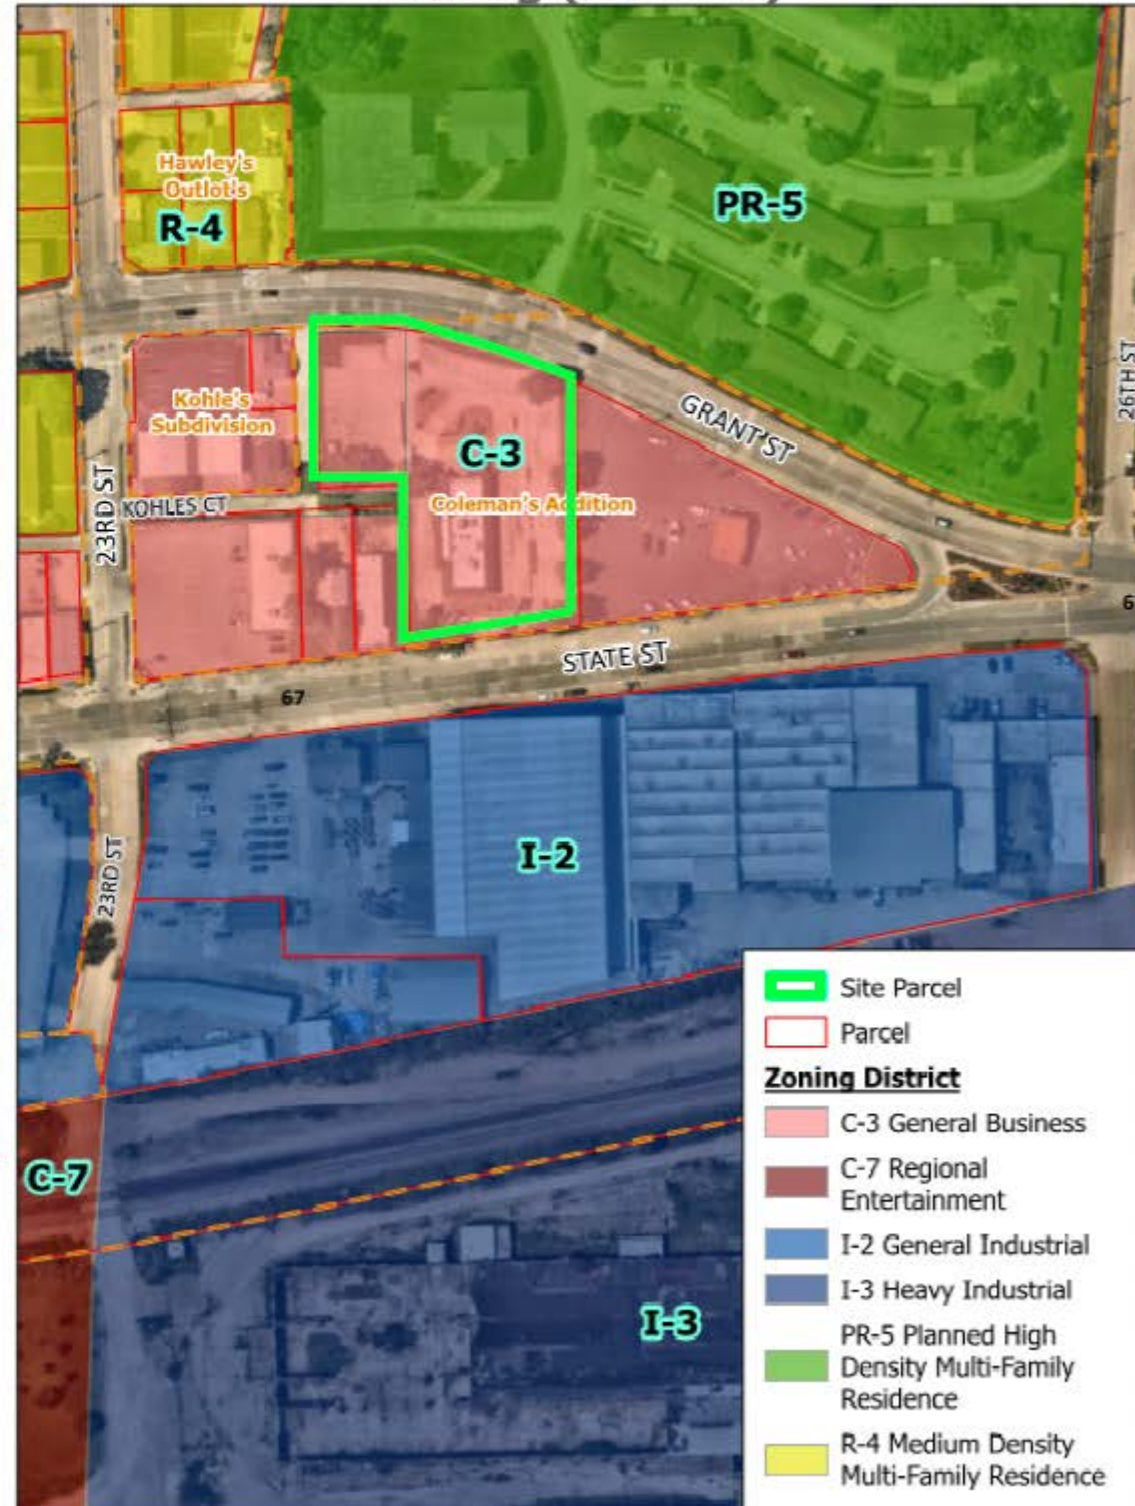 Hawley's
Outlots
R-4
PR-5
26TH ST
Kohle's
Subdivision
C-3
GRANT ST
23RD ST
KOHLES CT
Coleman's Addition
STATE ST
67
I-2
23RD ST
C-7
I-3
Site Parcel
Parcel
Zoning District
C-3 General Business
C-7 Regional
Entertainment
I-2 General Industrial
I-3 Heavy Industrial
PR-5 Planned High
Density Multi-Family
Residence
R-4 Medium Density
Multi-Family Residence